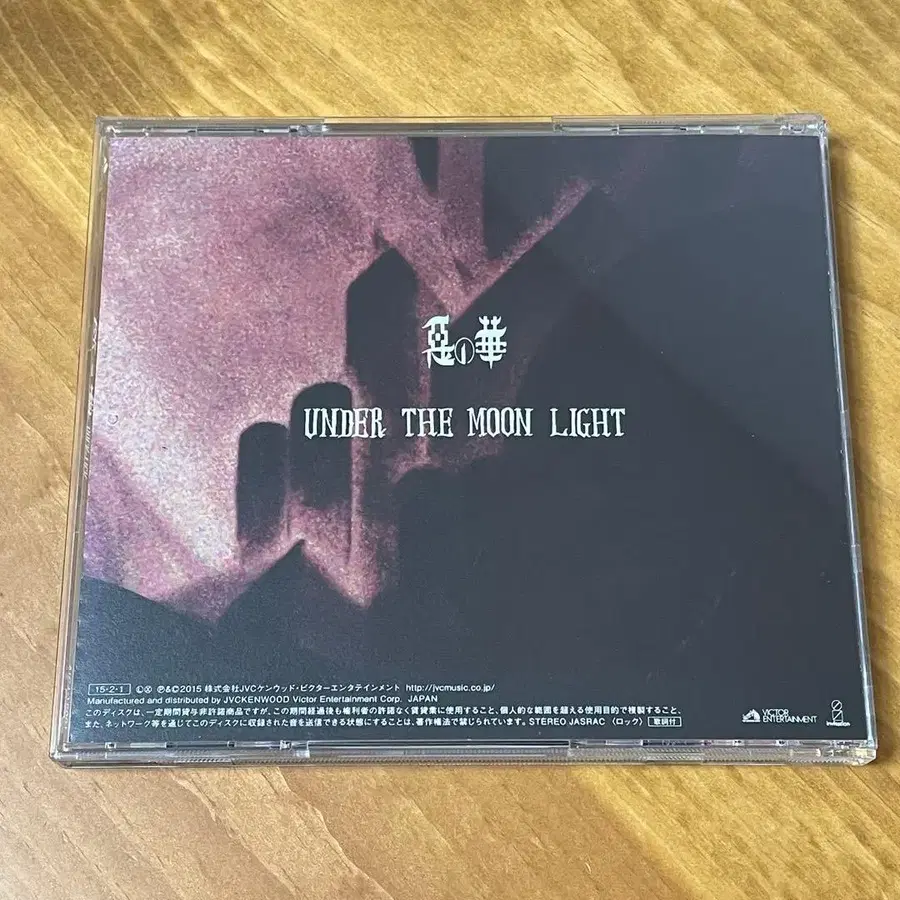 惡の華
UNDER THE MOON LIGHT
15・2・1 Ⓛ Ⓧ ℗&©2015 株式会社JVCケンウッド・ビクターエンタテインメント http://jvcmusic.co.jp/
Manufactured and distributed by JVCKENWOOD Victor Entertainment Corp. JAPAN
このディスクは、一定期間貸与非許諾商品ですが、この期間経過後も権利者の許諾なく賃貸業に使用すること、個人的な範囲を超える使用目的で複製すること、
また、ネットワーク等を通じてこのディスクに収録された音を送信できる状態にすることは、著作権法で禁じられています。STEREO JASRAC 〈ロック〉 歌詞付
VICTOR
ENTERTAINMENT
invitation